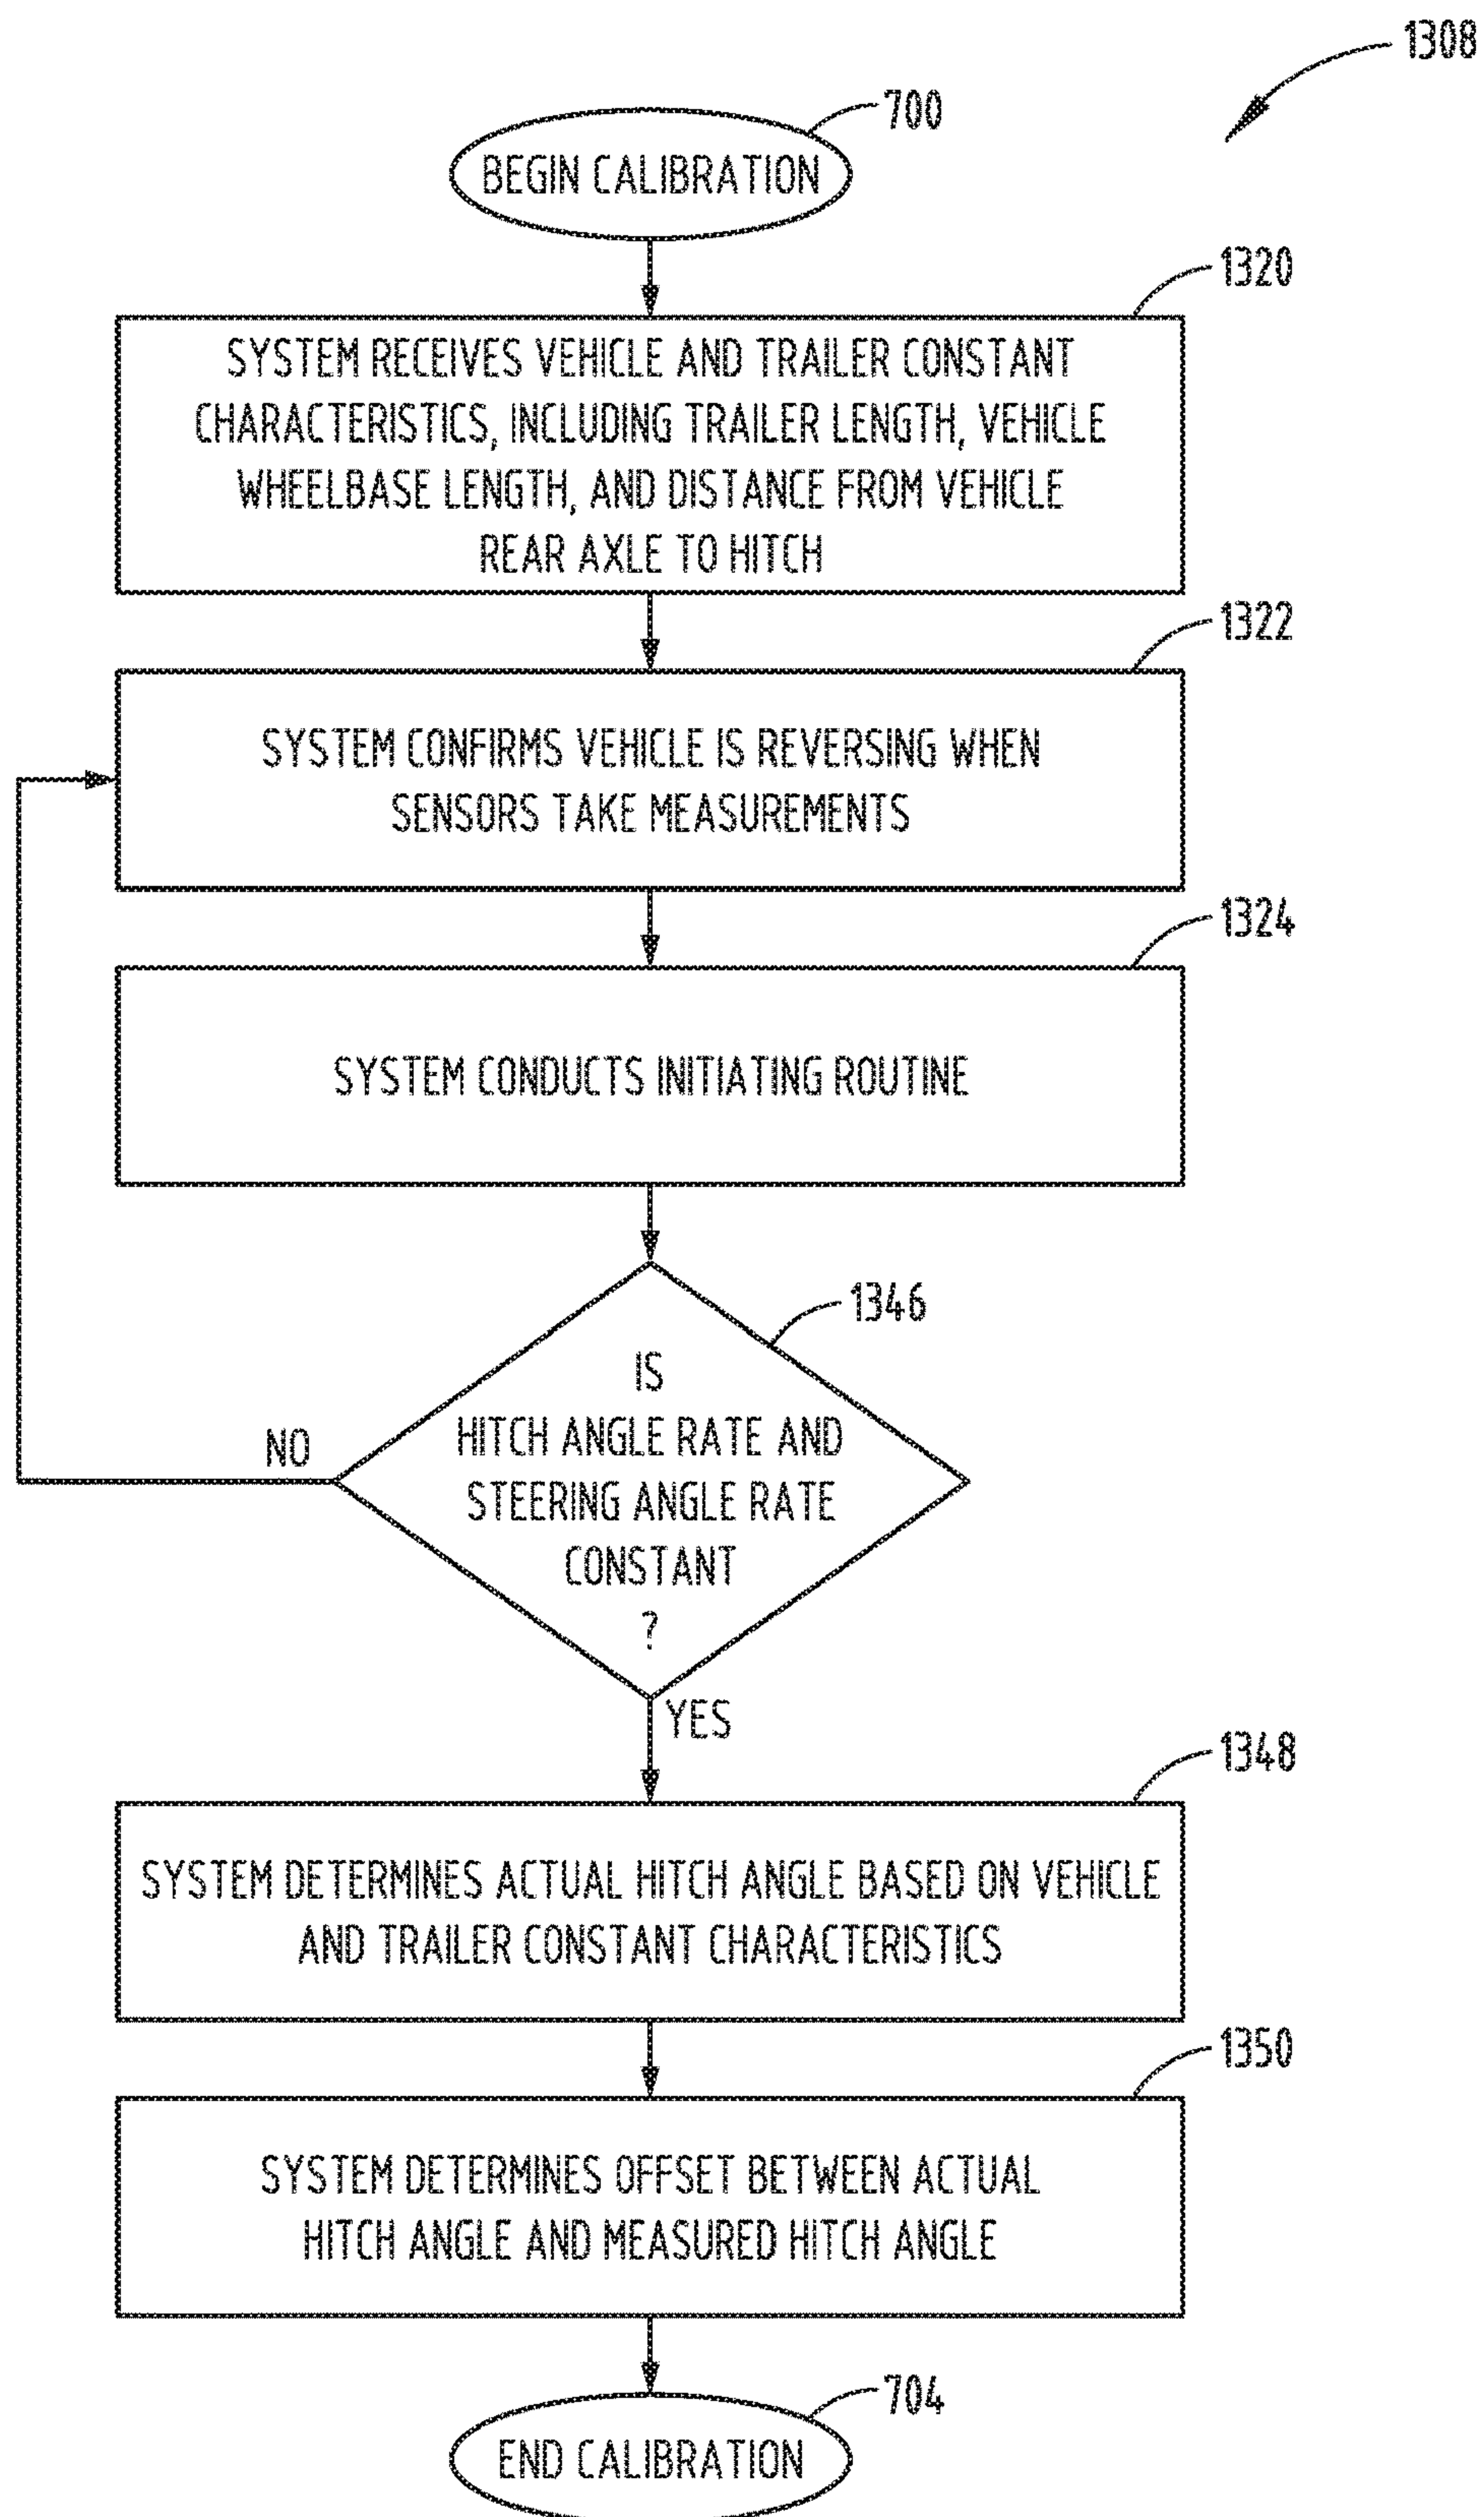 1308
700
BEGIN CALIBRATION
1320
SYSTEM RECEIVES VEHICLE AND TRAILER CONSTANT
CHARACTERISTICS, INCLUDING TRAILER LENGTH, VEHICLE
WHEELBASE LENGTH, AND DISTANCE FROM VEHICLE
REAR AXLE TO HITCH
1322
SYSTEM CONFIRMS VEHICLE IS REVERSING WHEN
SENSORS TAKE MEASUREMENTS
1324
SYSTEM CONDUCTS INITIATING ROUTINE
1346
IS
HITCH ANGLE RATE AND
STEERING ANGLE RATE
CONSTANT
?
NO
YES
1348
SYSTEM DETERMINES ACTUAL HITCH ANGLE BASED ON VEHICLE
AND TRAILER CONSTANT CHARACTERISTICS
1350
SYSTEM DETERMINES OFFSET BETWEEN ACTUAL
HITCH ANGLE AND MEASURED HITCH ANGLE
704
END CALIBRATION